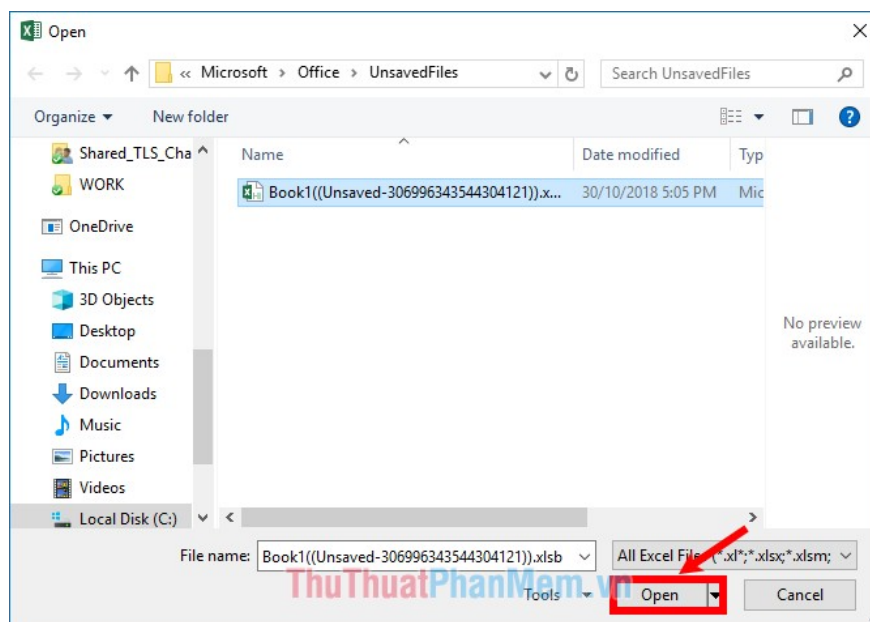 Open
« Microsoft > Office > UnsavedFiles
Search UnsavedFiles
Organize
New folder
Shared_TLS_Cha
WORK
OneDrive
This PC
3D Objects
Desktop
Documents
Downloads
Music
Pictures
Videos
Local Disk (C:)
Name
Date modified
Typ
Book1((Unsaved-306996343544304121)).x...
30/10/2018 5:05 PM
Mic
No preview
available.
File name:
Book1((Unsaved-306996343544304121)).xlsb
All Excel File (*.xl*;*.xlsx;*.xlsm;
ThuThuatPhanMem.vn
Tools
Open
Cancel